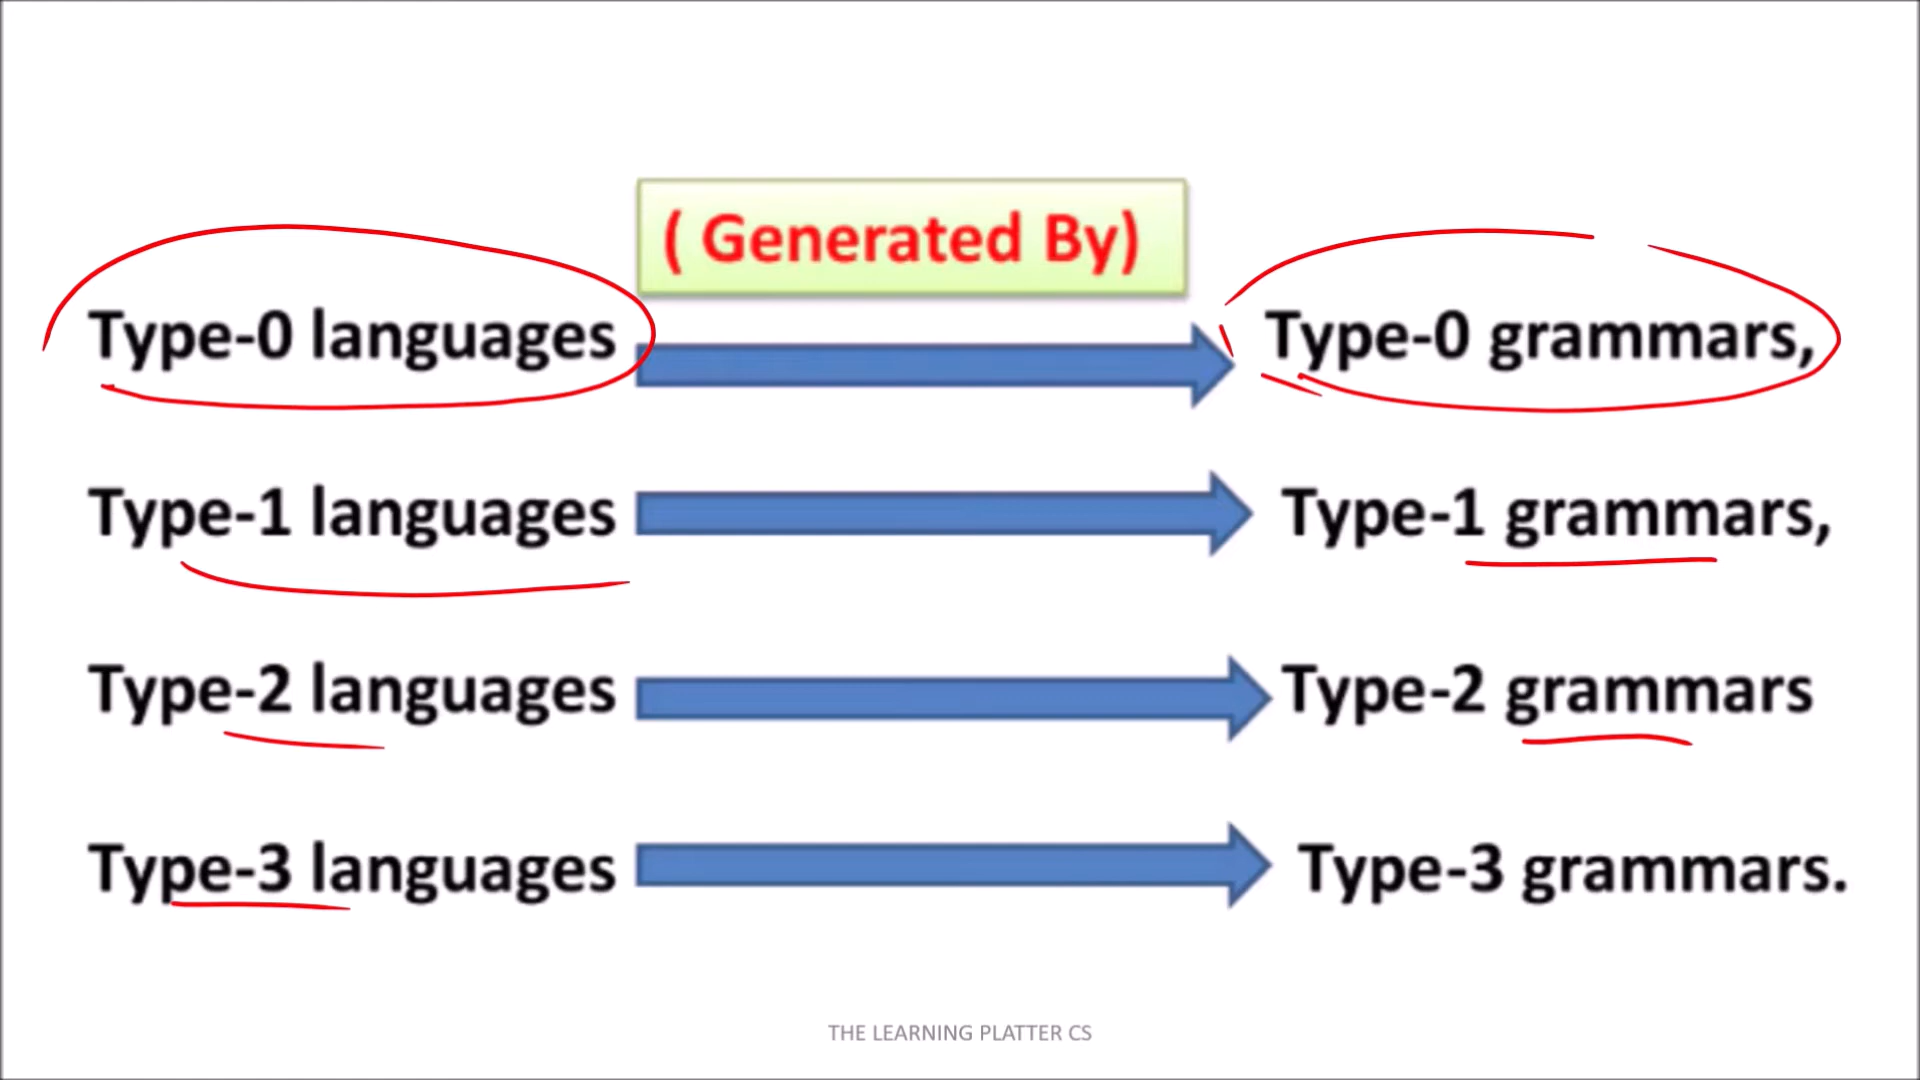 ( Generated By)
Type-0 languages Type-0 grammars,
Type-1 languages Type-1 grammars,
Type-2 languages Type-2 grammars
Type-3 languages Type-3 grammars.
THE LEARNING PLATTER CS